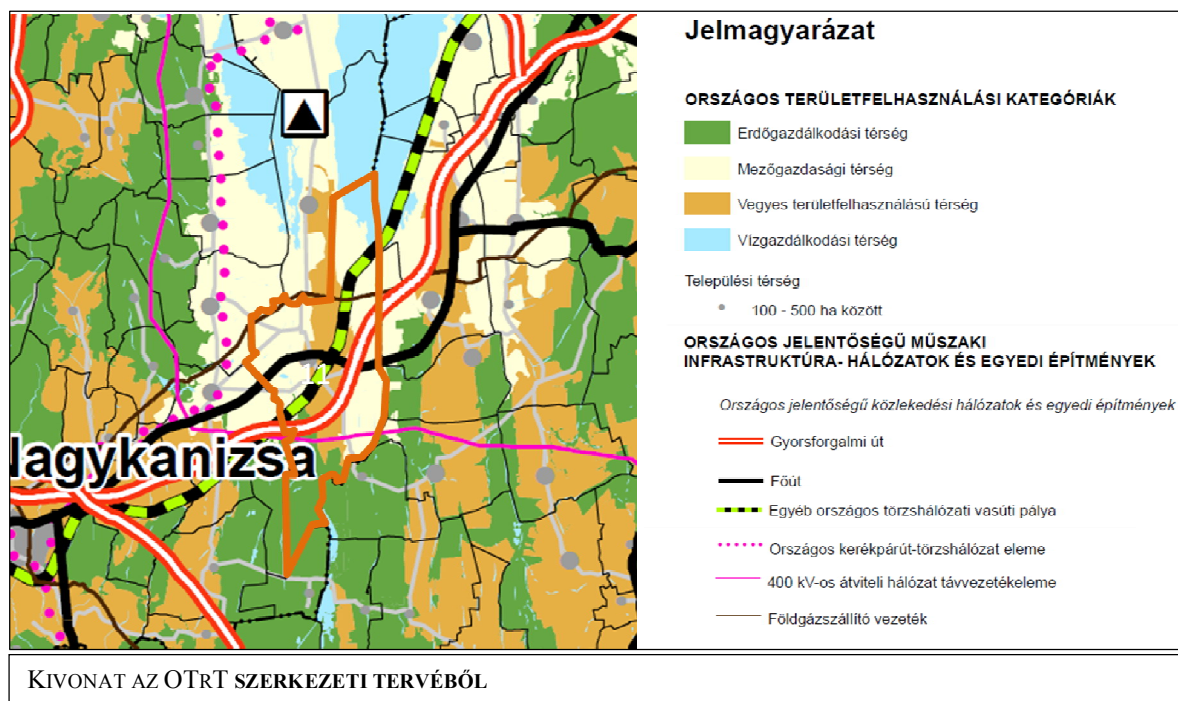 Jelmagyarázat
ORSZÁGOS TERÜLETFELHASZNÁLÁSI KATEGÓRIÁK
Erdőgazdálkodási térség
Mezőgazdasági térség
Vegyes területfelhasználású térség
Vízgazdálkodási térség
Települési térség
100 - 500 ha között
ORSZÁGOS JELENTŐSÉGŰ MŰSZAKI
INFRASTRUKTÚRA- HÁLÓZATOK ÉS EGYEDI ÉPÍTMÉNYEK
Országos jelentőségű közlekedési hálózatok és egyedi építmények
Gyorsforgalmi út
Főút
Egyéb országos törzshálózati vasúti pálya
Országos kerékpárút-törzshálózat eleme
400 kV-os átviteli hálózat távvezetékeleme
Földgázszállító vezeték
11
Nagykanizsa
KIVONAT AZ OTRT SZERKEZETI TERVÉBŐL